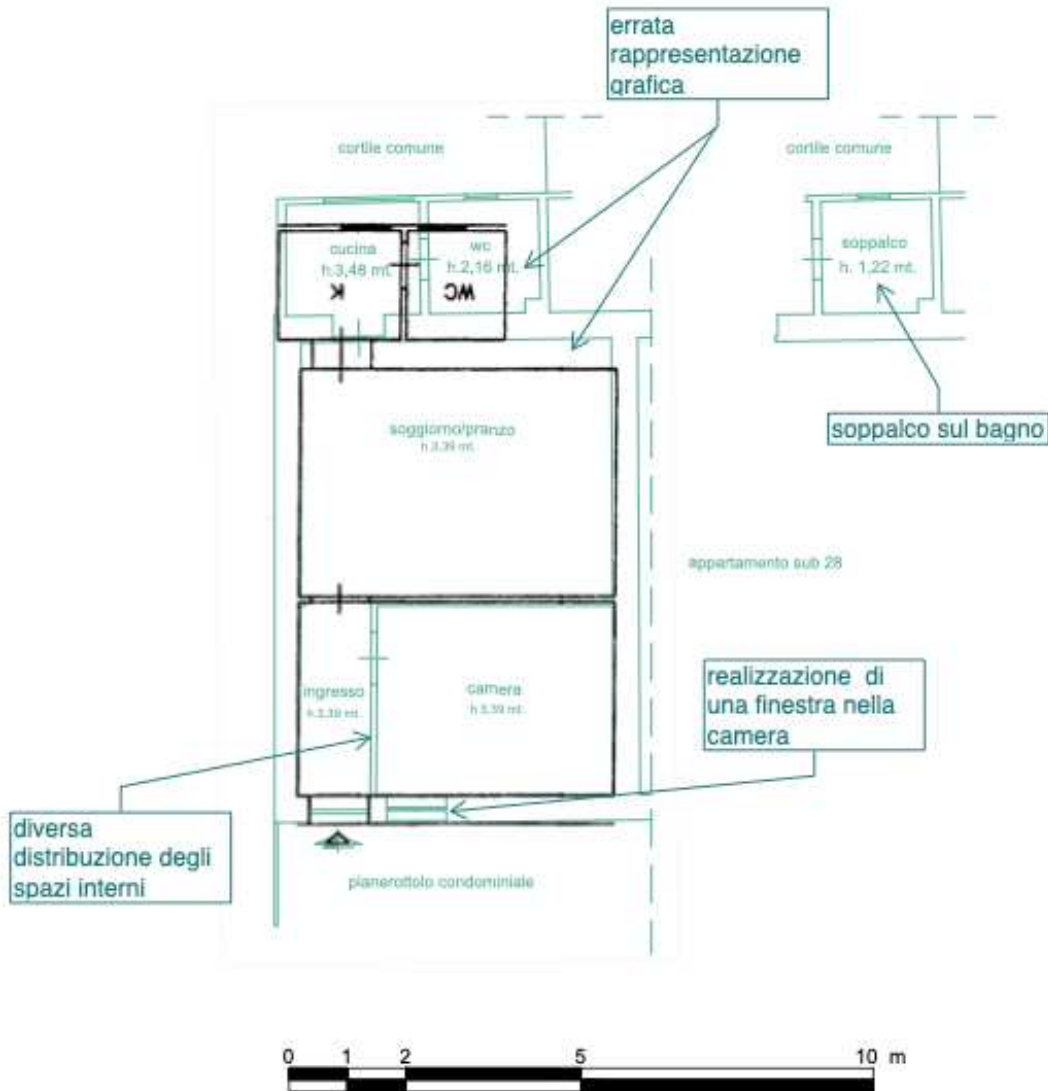 errata
rappresentazione
grafica
cortile comune
cortile comune
cucina
h.3,48 mt.
wc
h.2,16 mt.
K
WC
soppalco
h. 1,22 mt.
soppalco sul bagno
soggiorno/pranzo
h.3,39 mt.
appartamento sub 28
ingresso
h.3,39 mt.
camera
h.3,39 mt.
realizzazione di
una finestra nella
camera
diversa
distribuzione degli
spazi interni
pianerottolo condominiale
0 1 2 5 10 m